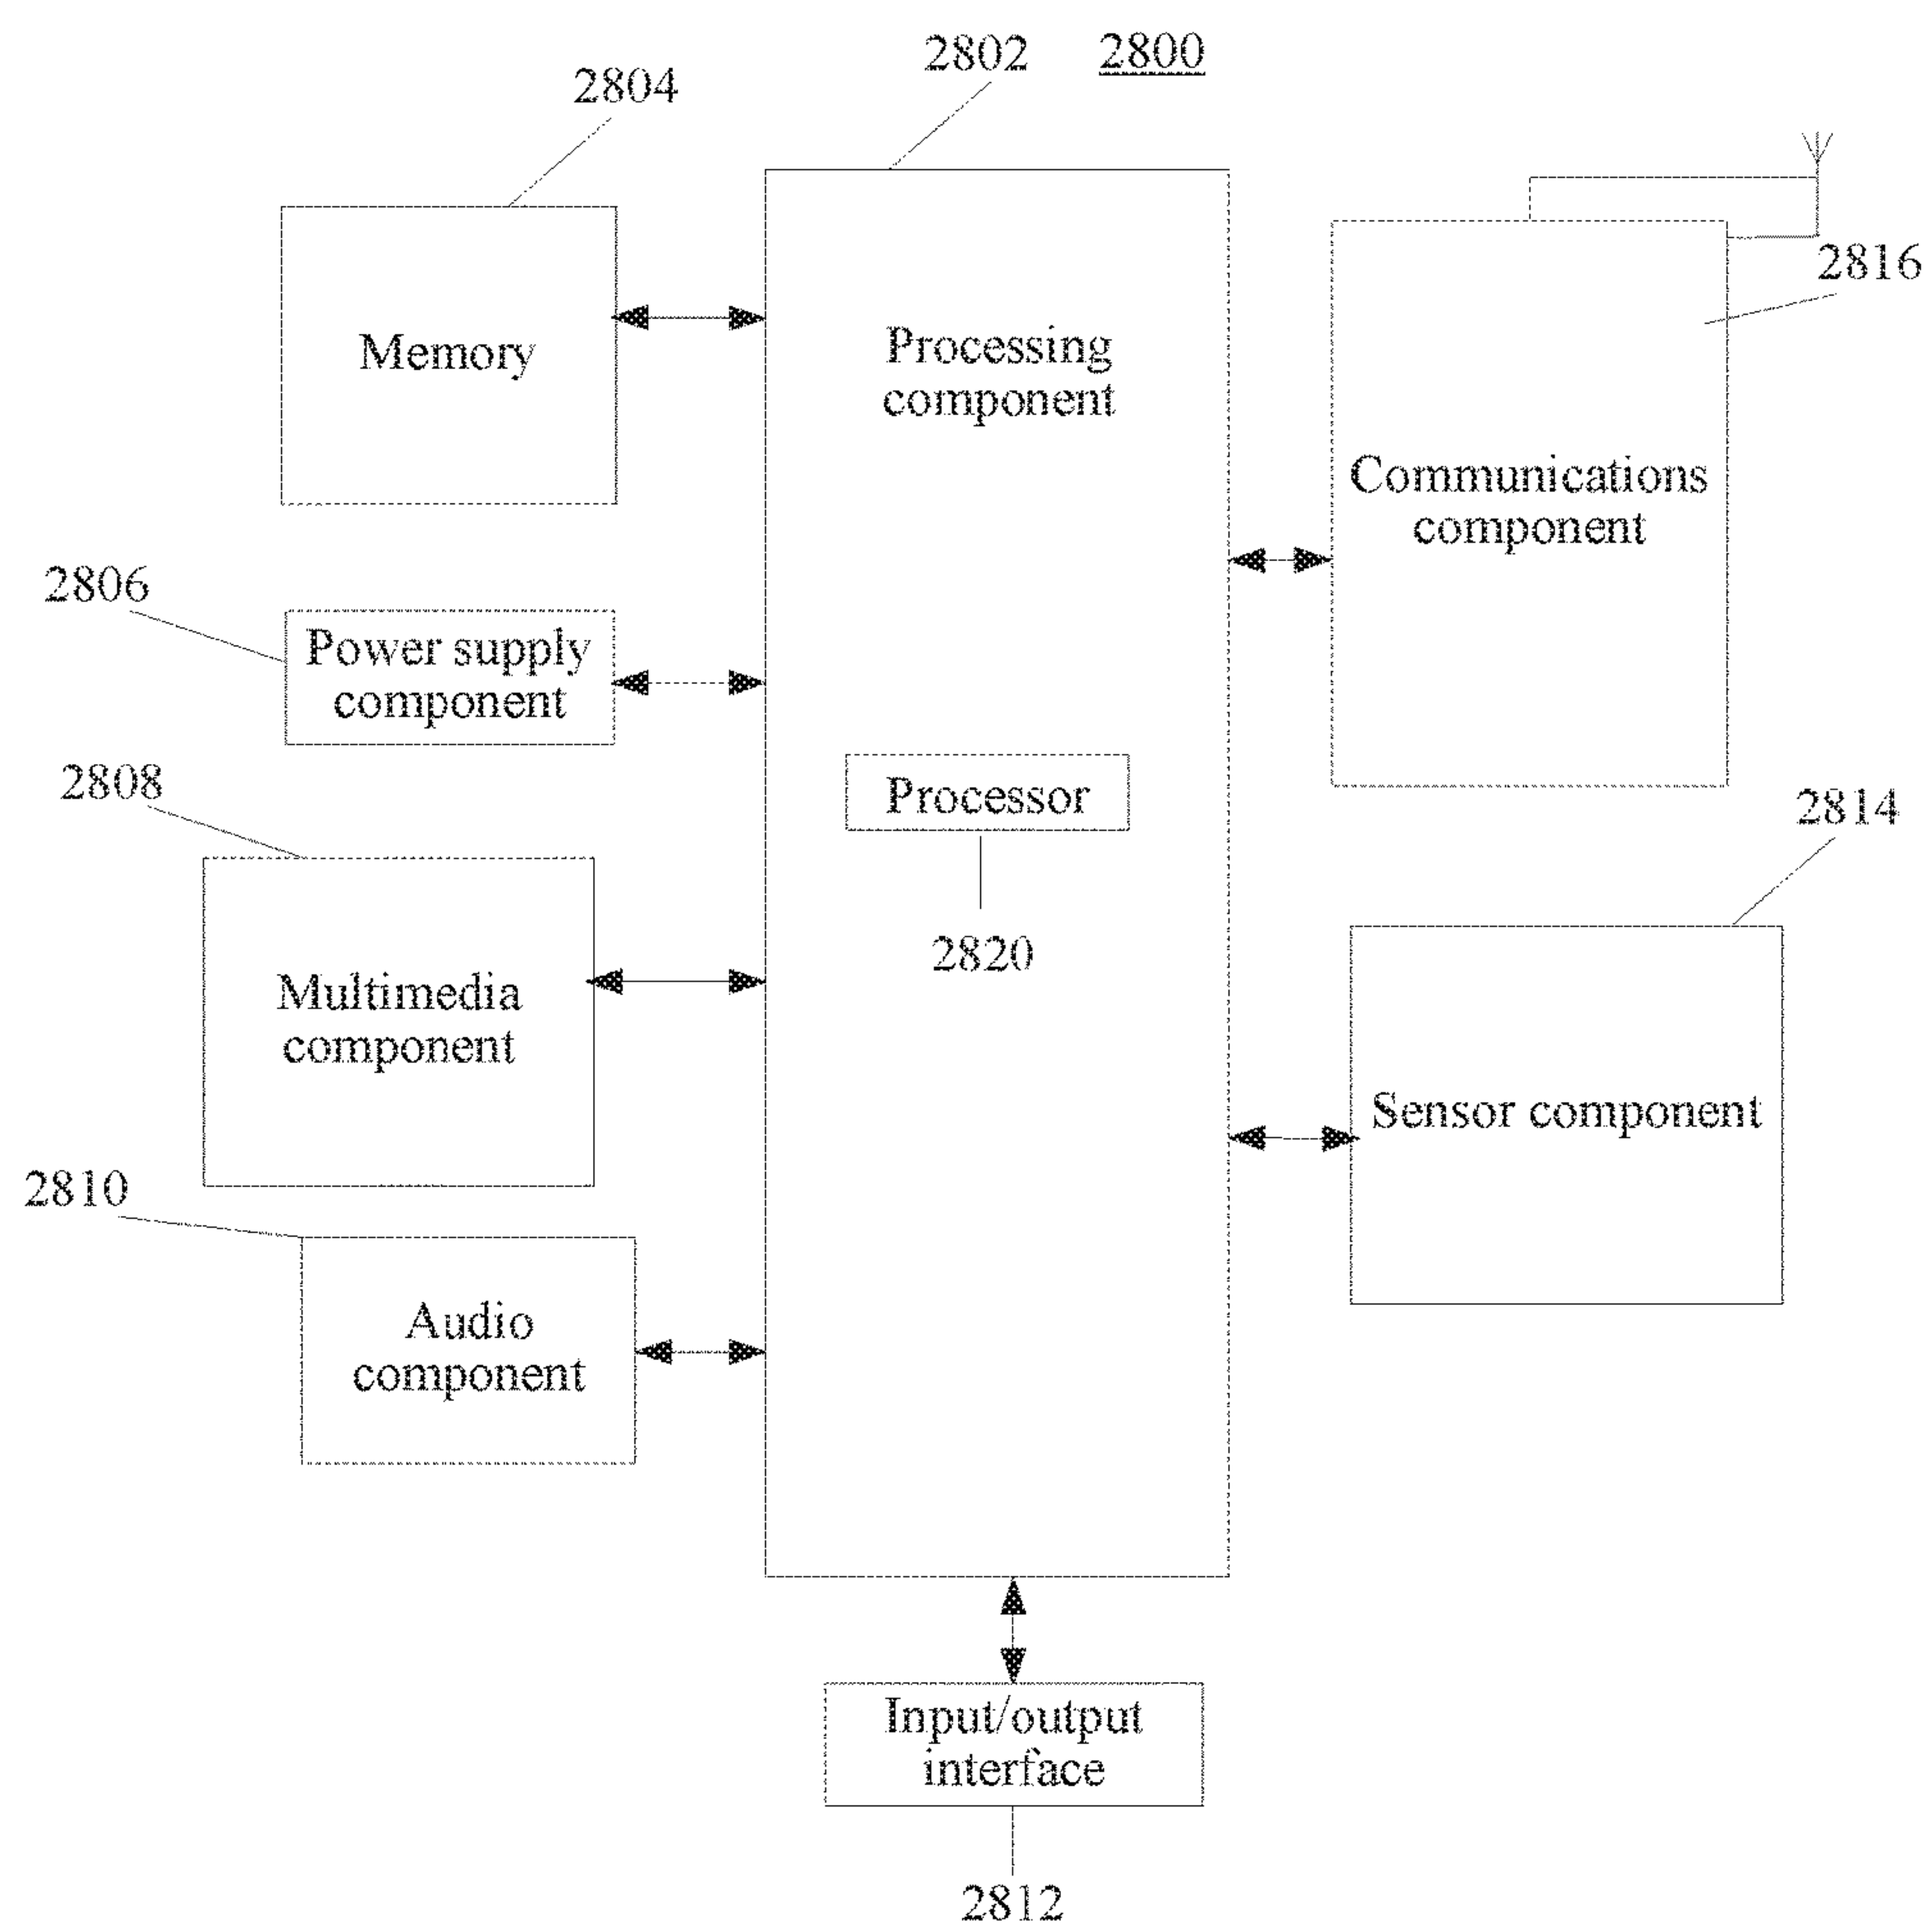 2802
2800
2804
2816
Memory
Processing
component
Communications
component
2806
Power supply
component
2808
Processor
2814
2820
Multimedia
component
Sensor component
2810
Audio
component
Input/output
interface
2812